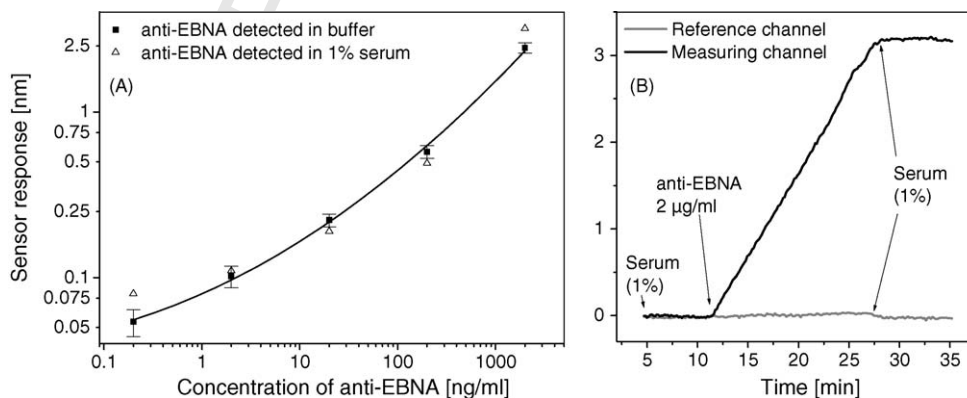 anti-EBNA detected in buffer
anti-EBNA detected in 1% serum
(A)
Sensor response [nm]
2.5
1
0.75
0.5
0.25
0.1
0.075
0.05
0.1
1
10
100
1000
Concentration of anti-EBNA [ng/ml]
Reference channel
Measuring channel
(B)
3
2
1
0
anti-EBNA
2 µg/ml
Serum
(1%)
Serum
(1%)
5
10
15
20
25
30
35
Time [min]